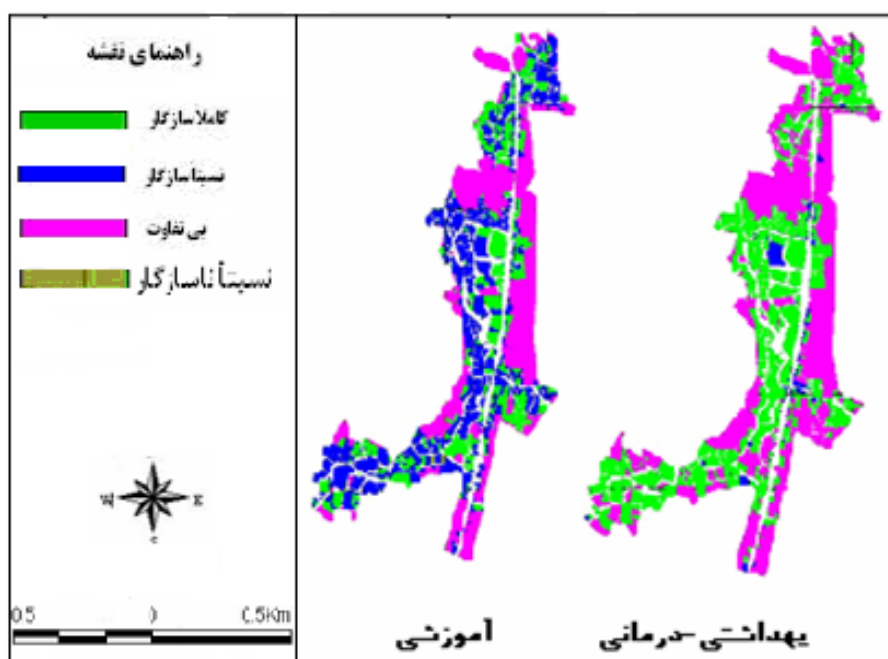 راهنمای نقشه
کاملاً سازگار
نسبتاً سازگار
بی تفاوت
نسبتاً ناسازگار
0.5 0 0.5Km
آموزشی
بهداشتی-درمانی